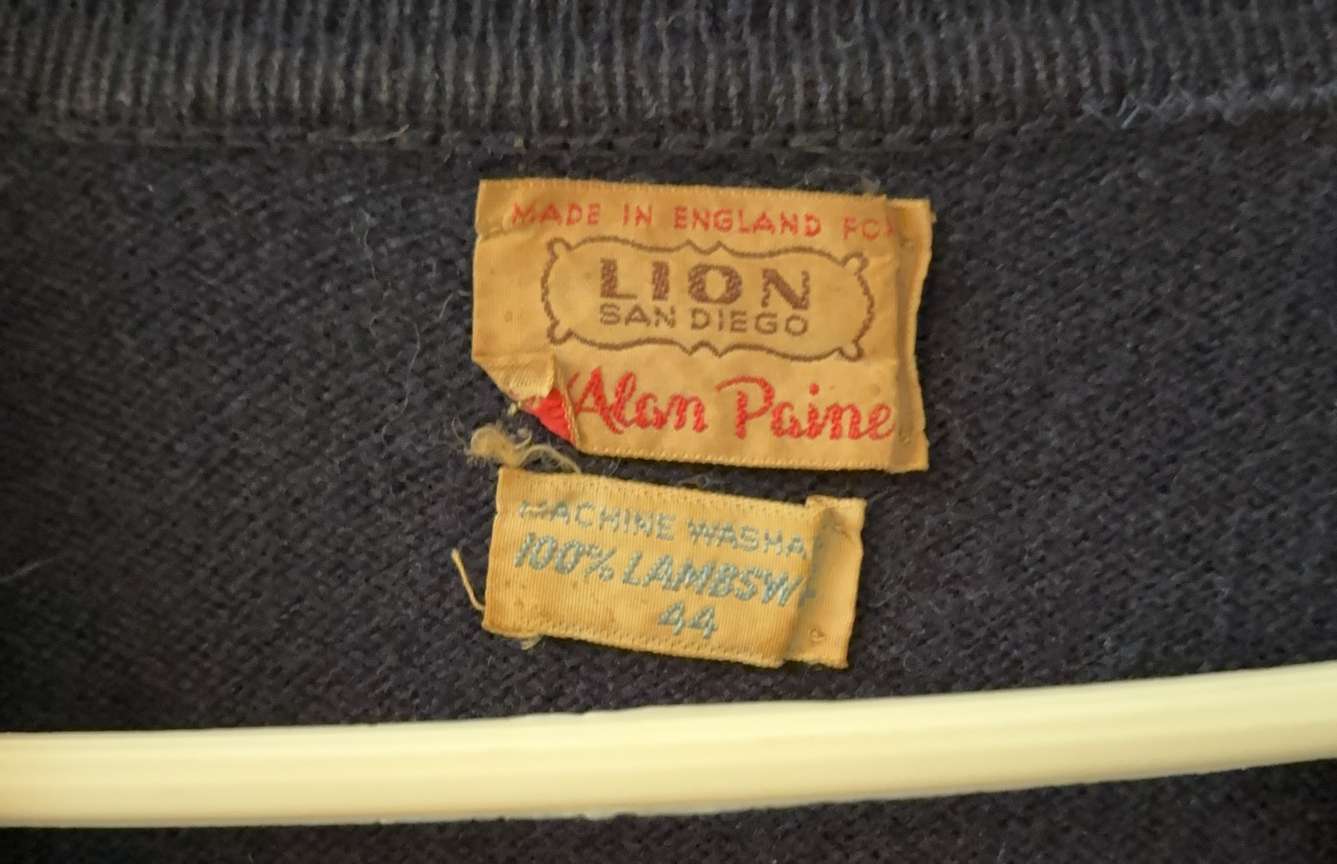 MADE IN ENGLAND FOR
LION
SAN DIEGO
Alan Paine
MACHINE WASHA
100% LAMBSW
44